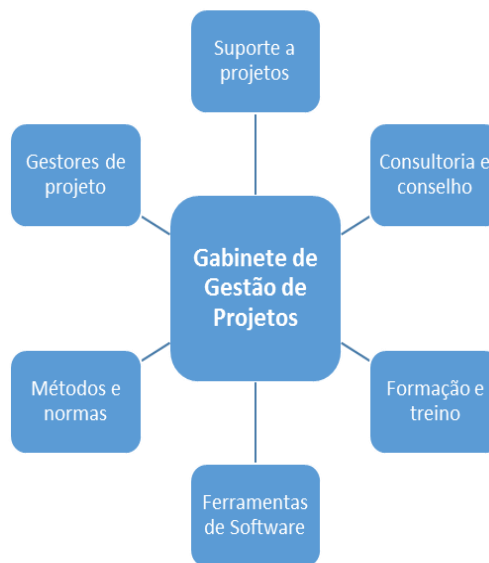 Suporte a
projetos
Gestores de
projeto
Consultoria e
conselho
Gabinete de
Gestão de
Projetos
Métodos e
normas
Formação e
treino
Ferramentas
de Software